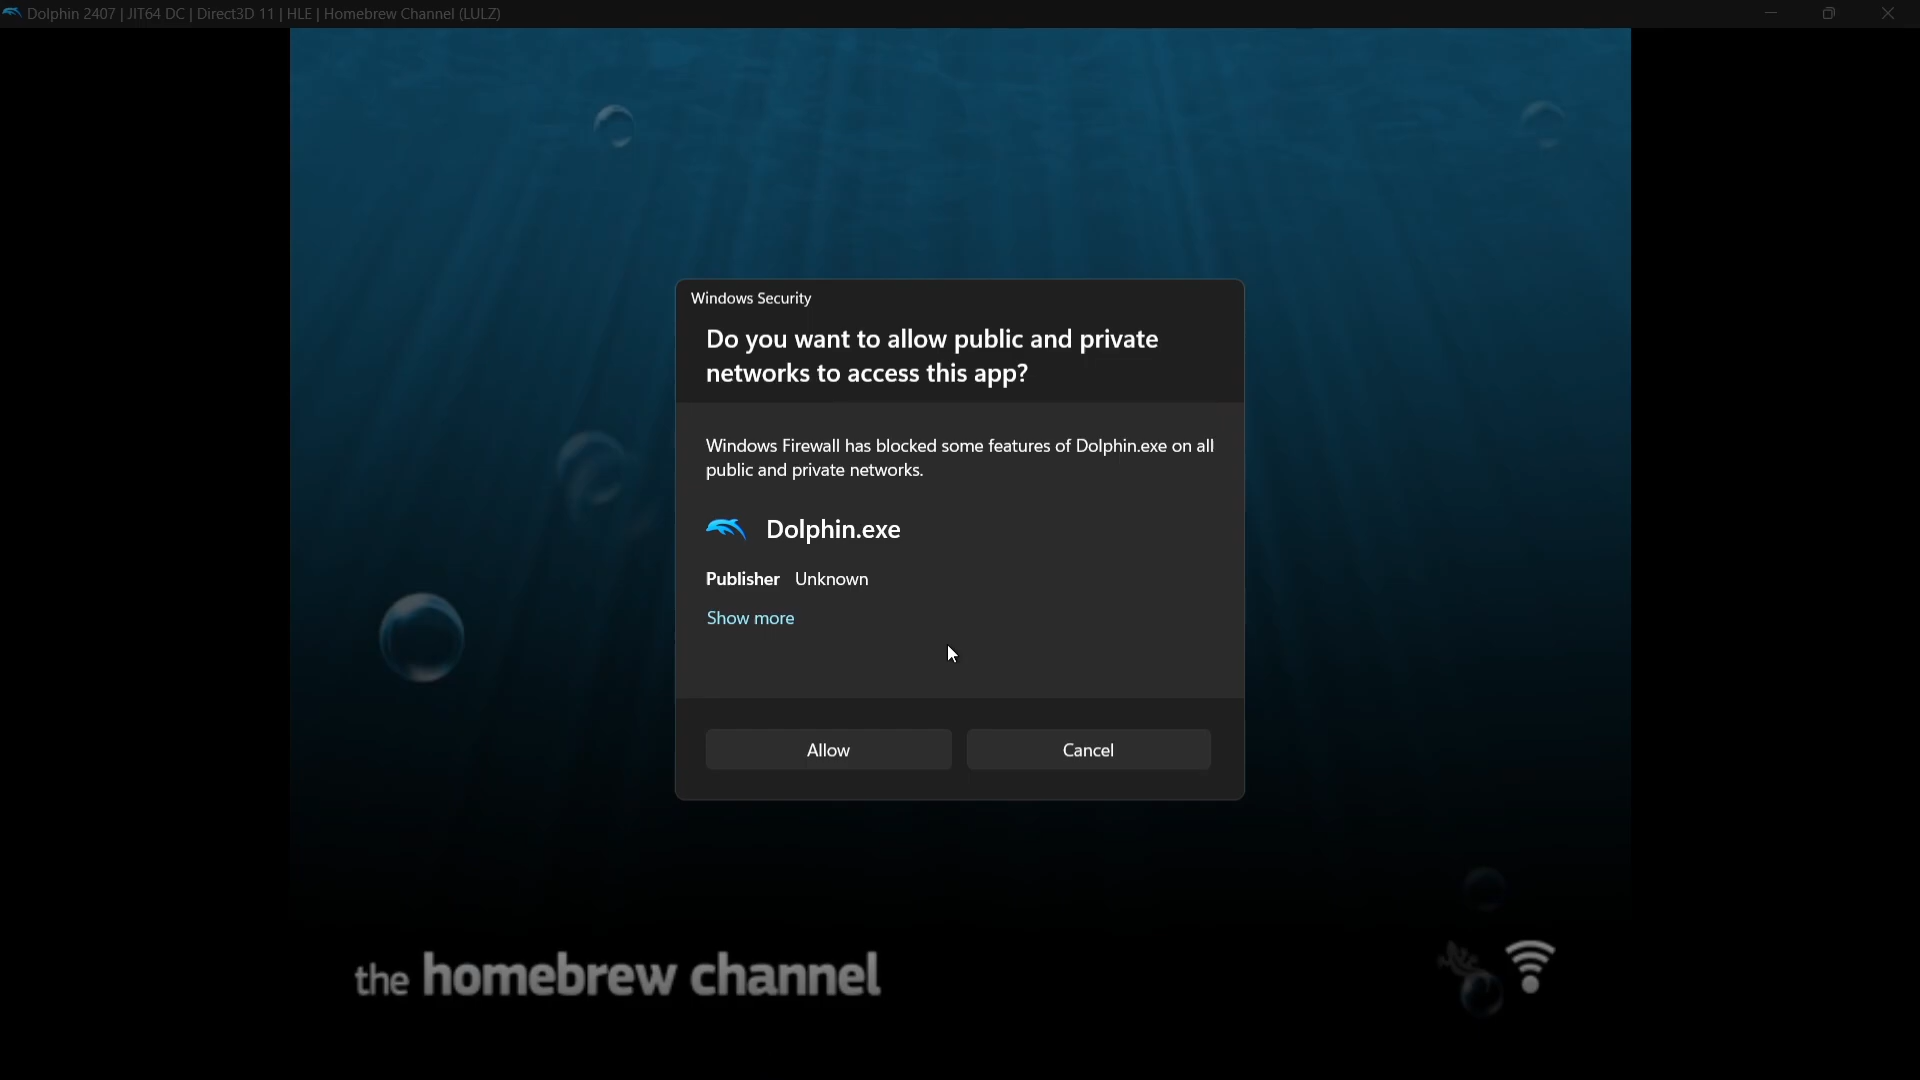 Dolphin 2407 | JIT64 DC | Direct3D 11 | HLE | Homebrew Channel (LULZ)
Windows Security
Do you want to allow public and private
networks to access this app?
Windows Firewall has blocked some features of Dolphin.exe on all
public and private networks.
Dolphin.exe
Publisher Unknown
Show more
Allow Cancel
the homebrew channel